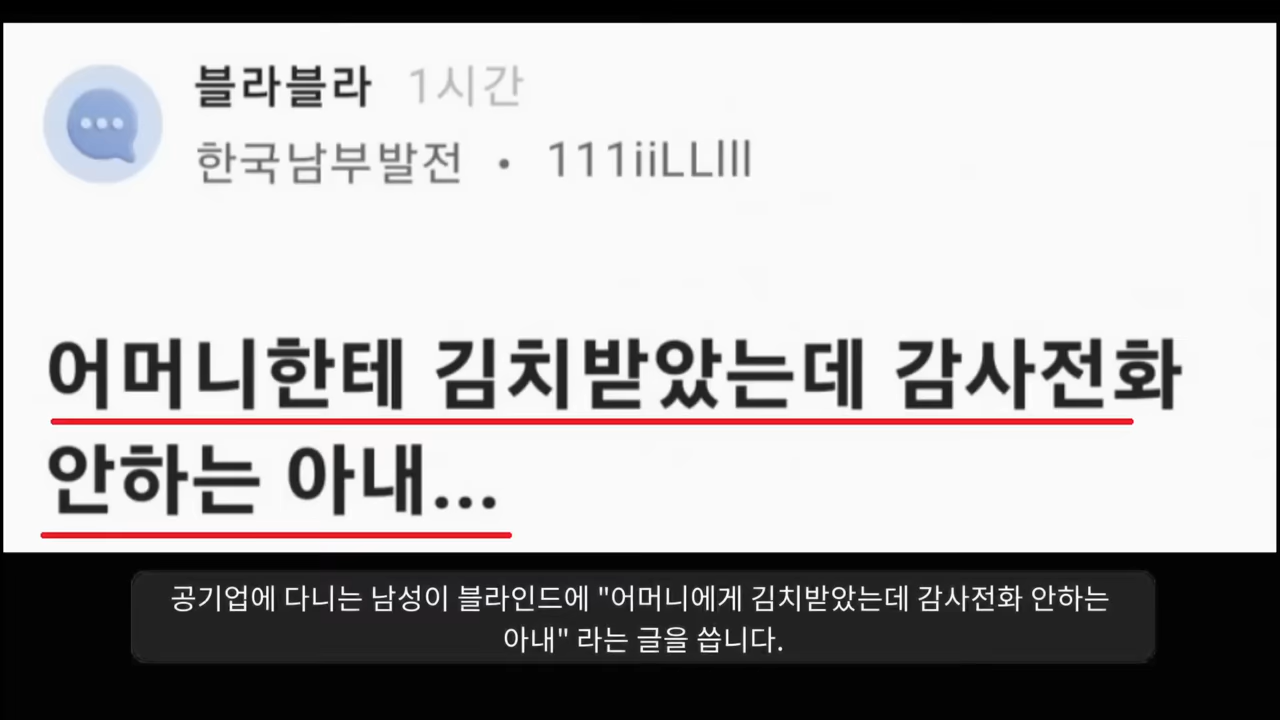 블라블라 1시간
한국남부발전 • 111iiLLlll
어머니한테 김치받았는데 감사전화
안하는 아내...
공기업에 다니는 남성이 블라인드에 "어머니에게 김치받았는데 감사전화 안하는
아내" 라는 글을 씁니다.